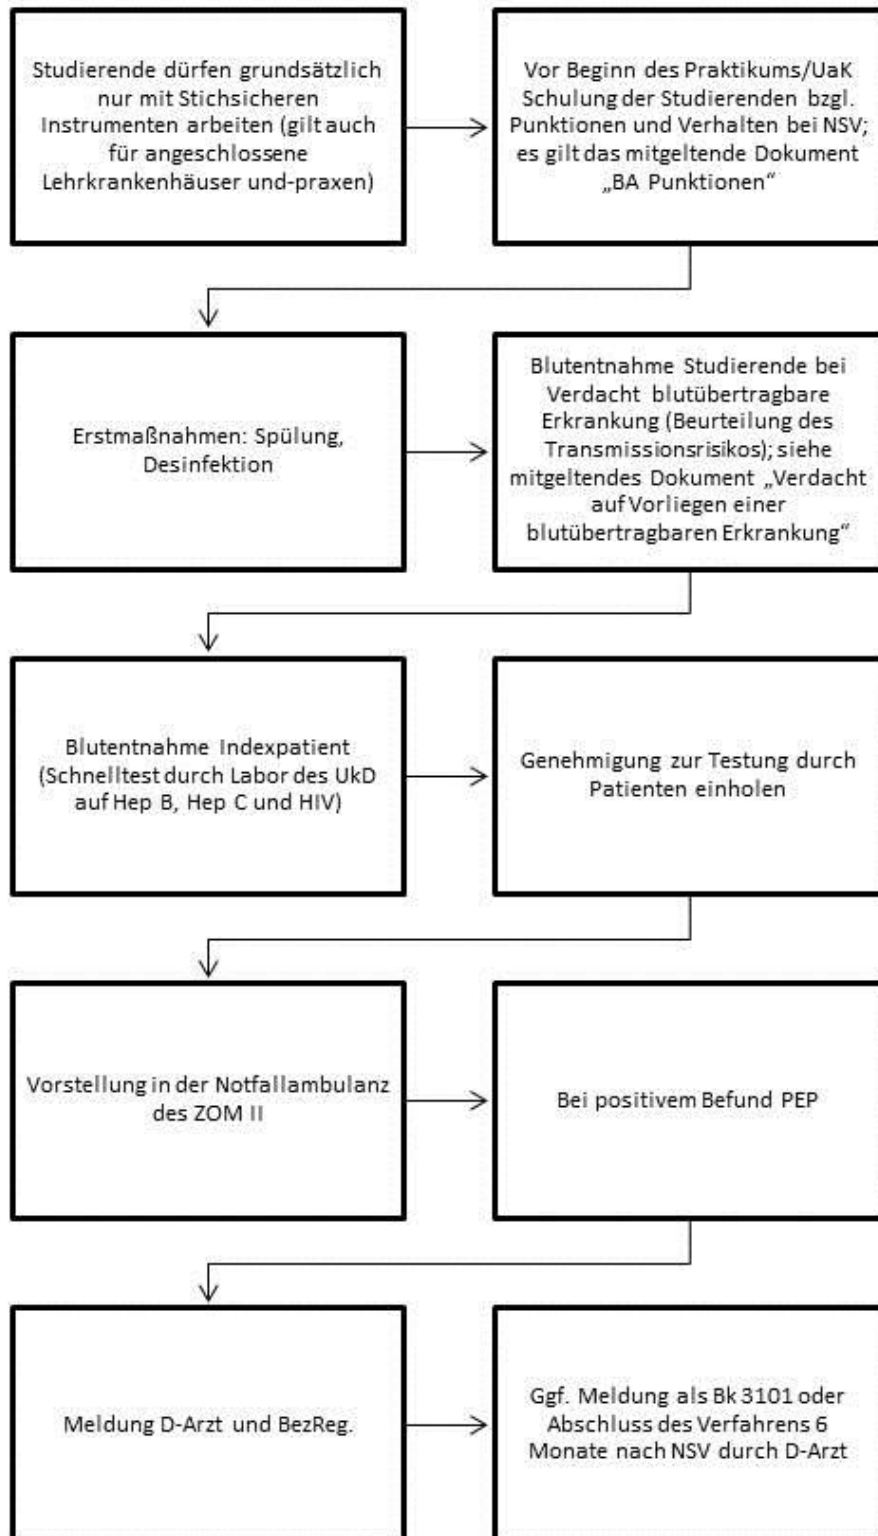 Studierende dürfen grundsätzlich
nur mit Stichsicheren
Instrumenten arbeiten (gilt auch
für angeschlossene
Lehrkrankenhäuser und-praxen)
Vor Beginn des Praktikums/UaK
Schulung der Studierenden bzgl.
Punktionen und Verhalten bei NSV;
es gilt das mitgeltende Dokument
„BA Punktionen“
Erstmaßnahmen: Spülung,
Desinfektion
Blutentnahme Studierende bei
Verdacht blutübertragbare
Erkrankung (Beurteilung des
Transmissionsrisikos); siehe
mitgeltendes Dokument „Verdacht
auf Vorliegen einer
blutübertragbaren Erkrankung“
Blutentnahme Indexpatient
(Schnelltest durch Labor des UkD
auf Hep B, Hep C und HIV)
Genehmigung zur Testung durch
Patienten einholen
Vorstellung in der Notfallambulanz
des ZOM II
Bei positivem Befund PEP
Meldung D-Arzt und BezReg.
Ggf. Meldung als Bk 3101 oder
Abschluss des Verfahrens 6
Monate nach NSV durch D-Arzt